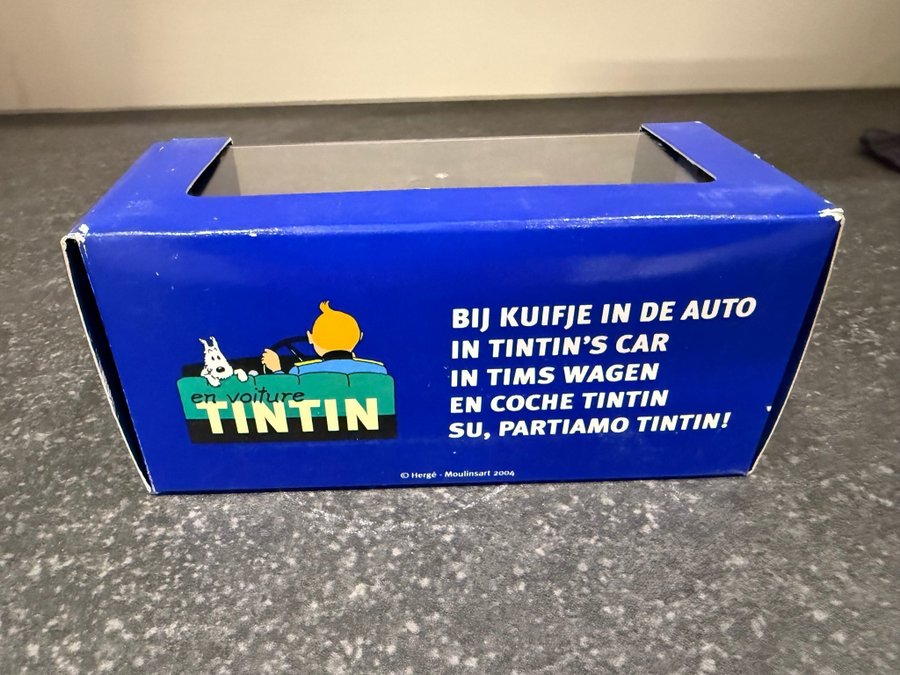 en voiture
TINTIN
BIJ KUIFJE IN DE AUTO
IN TINTIN'S CAR
IN TIMS WAGEN
EN COCHE TINTIN
SU, PARTIAMO TINTIN!
© Hergé - Moulinsart 2004